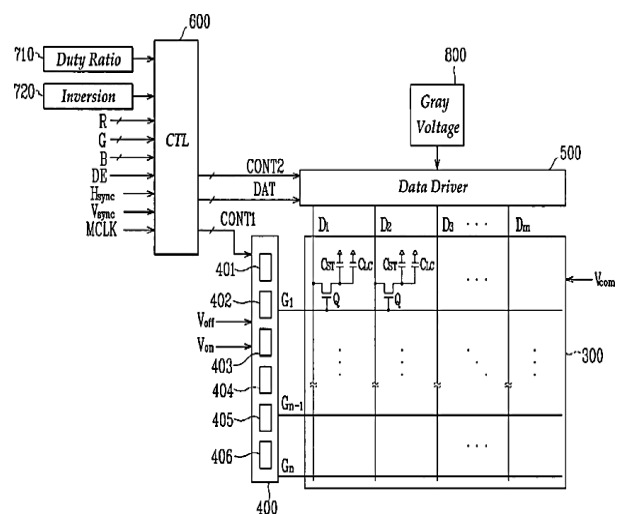 600
710
Duty Ratio
720
Inversion
R
G
B
DE
Hsync
Vsync
MCLK
CTL
CONT2
DAT
CONT1
800
Gray
Voltage
500
Data Driver
D1
D2
D3
...
Dm
CST
CLC
CST
CLC
Q
Q
...
Vcom
300
401
402
Voff
Von
403
404
405
406
400
G1
Gn-1
...
Gn
...